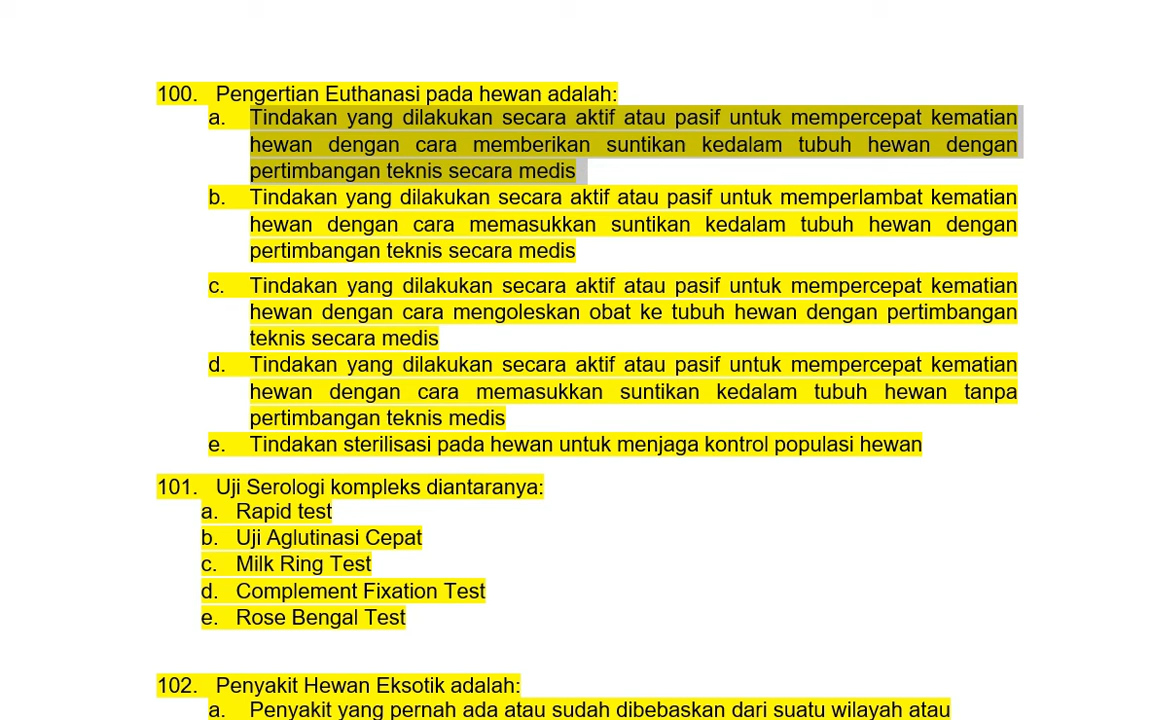 100. Pengertian Euthanasi pada hewan adalah:
a. Tindakan yang dilakukan secara aktif atau pasif untuk mempercepat kematian
hewan dengan cara memberikan suntikan kedalam tubuh hewan dengan
pertimbangan teknis secara medis
b. Tindakan yang dilakukan secara aktif atau pasif untuk memperlambat kematian
hewan dengan cara memasukkan suntikan kedalam tubuh hewan dengan
pertimbangan teknis secara medis
c. Tindakan yang dilakukan secara aktif atau pasif untuk mempercepat kematian
hewan dengan cara mengoleskan obat ke tubuh hewan dengan pertimbangan
teknis secara medis
d. Tindakan yang dilakukan secara aktif atau pasif untuk mempercepat kematian
hewan dengan cara memasukkan suntikan kedalam tubuh hewan tanpa
pertimbangan teknis medis
e. Tindakan sterilisasi pada hewan untuk menjaga kontrol populasi hewan
101. Uji Serologi kompleks diantaranya:
a. Rapid test
b. Uji Aglutinasi Cepat
c. Milk Ring Test
d. Complement Fixation Test
e. Rose Bengal Test
102. Penyakit Hewan Eksotik adalah:
a. Penyakit yang pernah ada atau sudah dibebaskan dari suatu wilayah atau